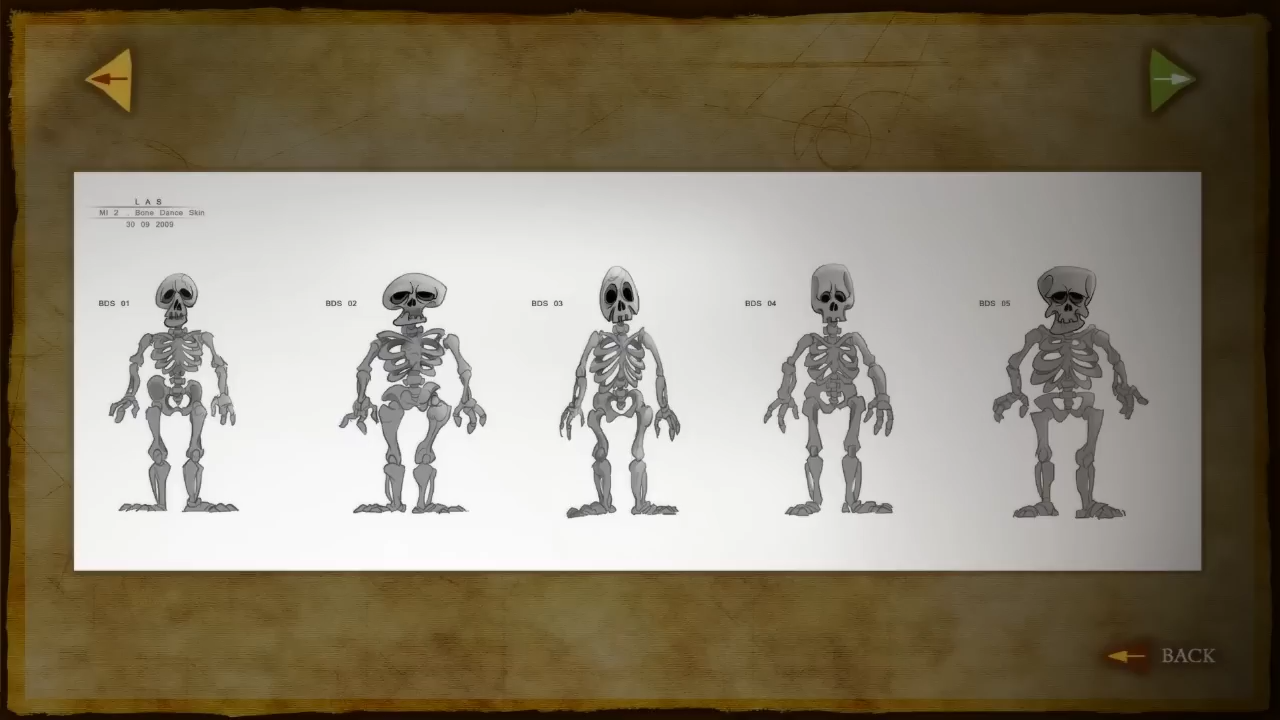 L A S
MI 2 . Bone Dance Skin
30 09 2009
BDS 01
BDS 02
BDS 03
BDS 04
BDS 05
BACK